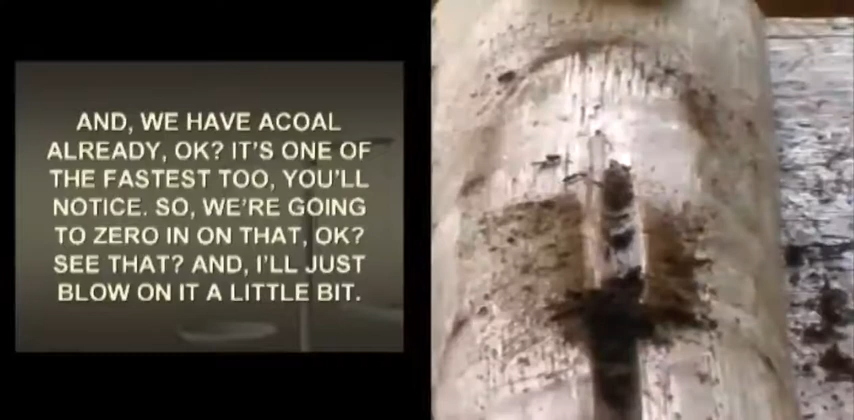 AND, WE HAVE ACOAL
ALREADY, OK? IT'S ONE OF
THE FASTEST TOO, YOU'LL
NOTICE. SO, WE'RE GOING
TO ZERO IN ON THAT, OK?
SEE THAT? AND, I'LL JUST
BLOW ON IT A LITTLE BIT.